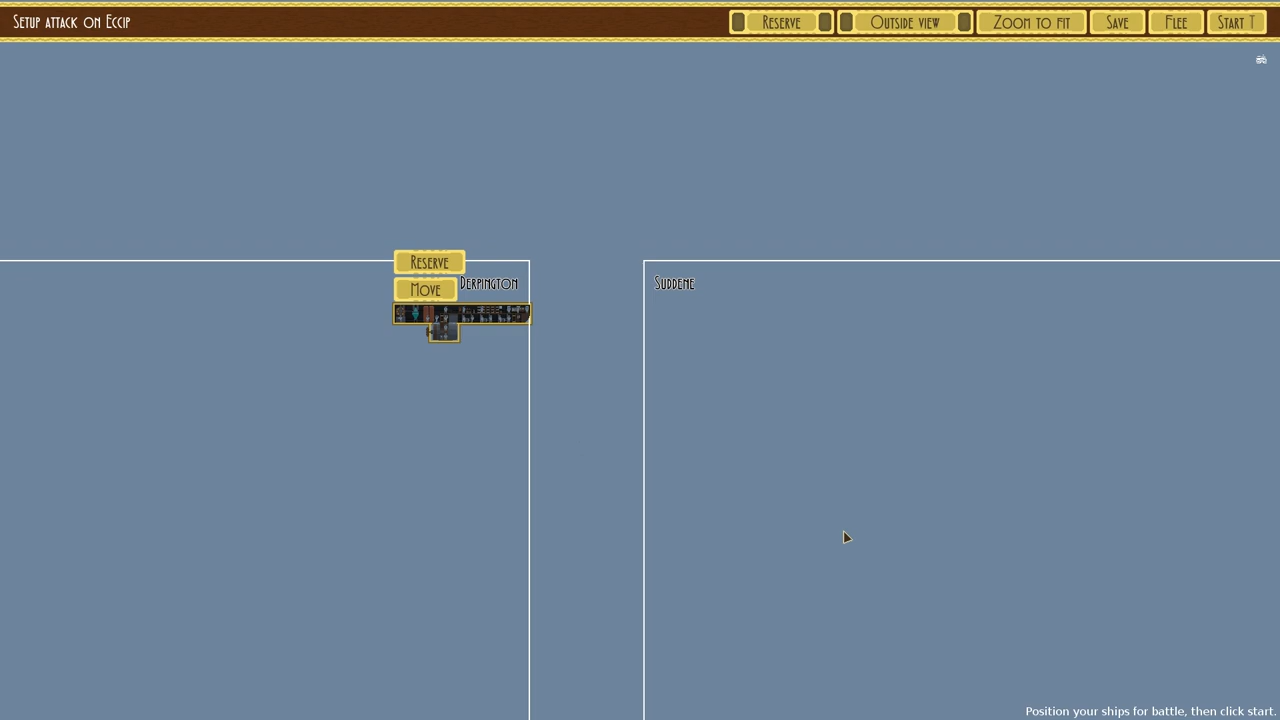 Setup attack on Eccip
Reserve
Outside view
Zoom to fit
Save
Flee
Start T
Reserve
Move
Derpington
Suddene
Position your ships for battle, then click start.